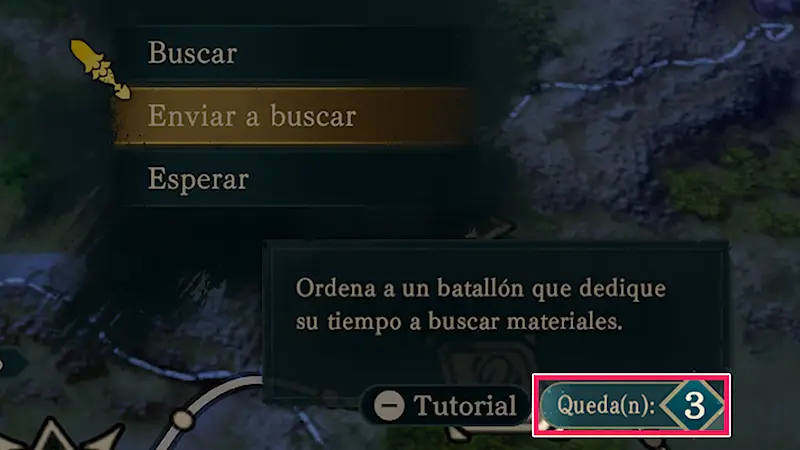 Buscar
Enviar a buscar
Esperar
Ordena a un batallón que dedique
su tiempo a buscar materiales.
Tutorial
Queda(n): 3